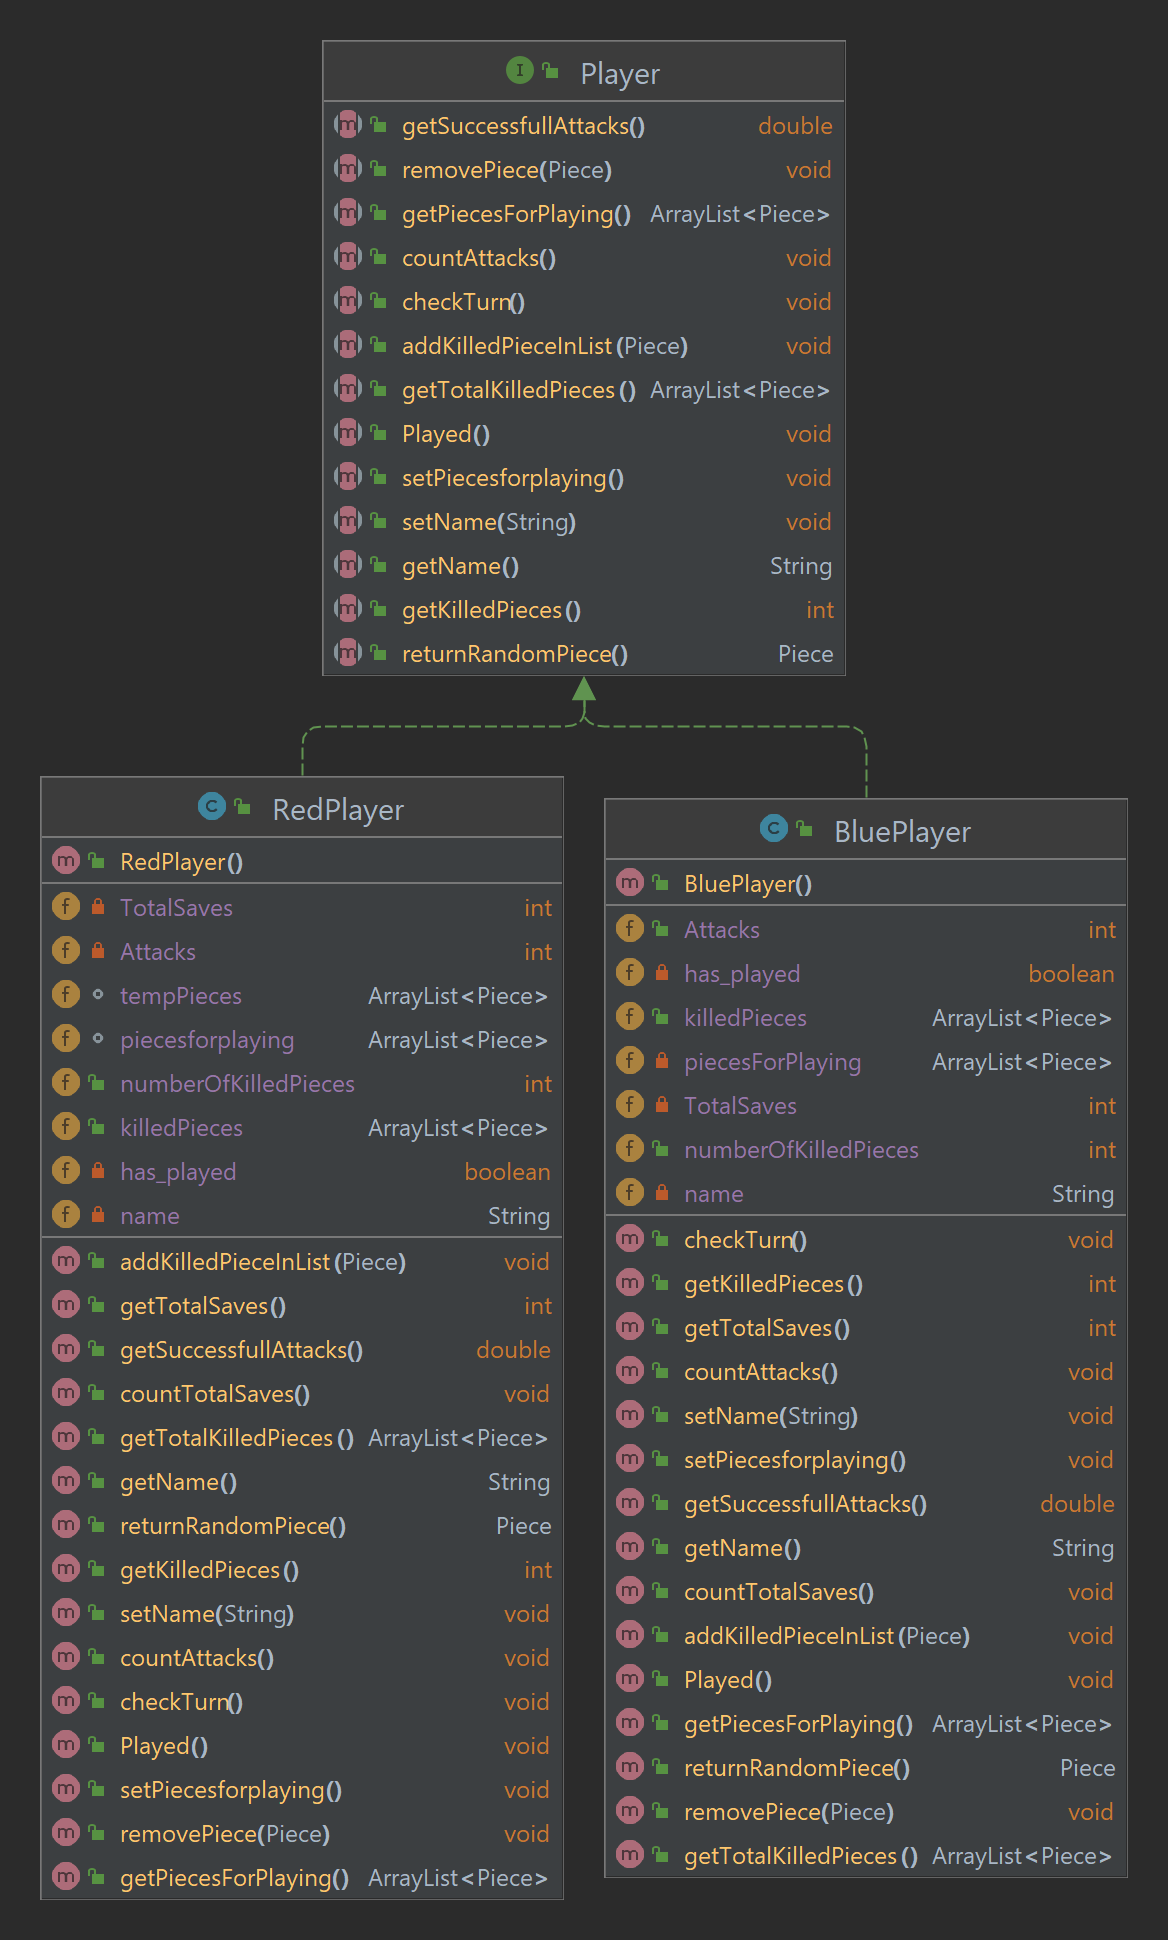 Player
getSuccessfullAttacks() double
removePiece(Piece) void
getPiecesForPlaying() ArrayList<Piece>
countAttacks() void
checkTurn() void
addKilledPieceInList(Piece) void
getTotalKilledPieces() ArrayList<Piece>
Played() void
setPiecesforplaying() void
setName(String) void
getName() String
getKilledPieces() int
returnRandomPiece() Piece
RedPlayer
RedPlayer()
TotalSaves int
Attacks int
tempPieces ArrayList<Piece>
piecesforplaying ArrayList<Piece>
numberOfKilledPieces int
killedPieces ArrayList<Piece>
has_played boolean
name String
addKilledPieceInList(Piece) void
getTotalSaves() int
getSuccessfullAttacks() double
countTotalSaves() void
getTotalKilledPieces() ArrayList<Piece>
getName() String
returnRandomPiece() Piece
getKilledPieces() int
setName(String) void
countAttacks() void
checkTurn() void
Played() void
setPiecesforplaying() void
removePiece(Piece) void
getPiecesForPlaying() ArrayList<Piece>
BluePlayer
BluePlayer()
Attacks int
has_played boolean
killedPieces ArrayList<Piece>
piecesForPlaying ArrayList<Piece>
TotalSaves int
numberOfKilledPieces int
name String
checkTurn() void
getKilledPieces() int
getTotalSaves() int
countAttacks() void
setName(String) void
setPiecesforplaying() void
getSuccessfullAttacks() double
getName() String
countTotalSaves() void
addKilledPieceInList(Piece) void
Played() void
getPiecesForPlaying() ArrayList<Piece>
returnRandomPiece() Piece
removePiece(Piece) void
getTotalKilledPieces() ArrayList<Piece>